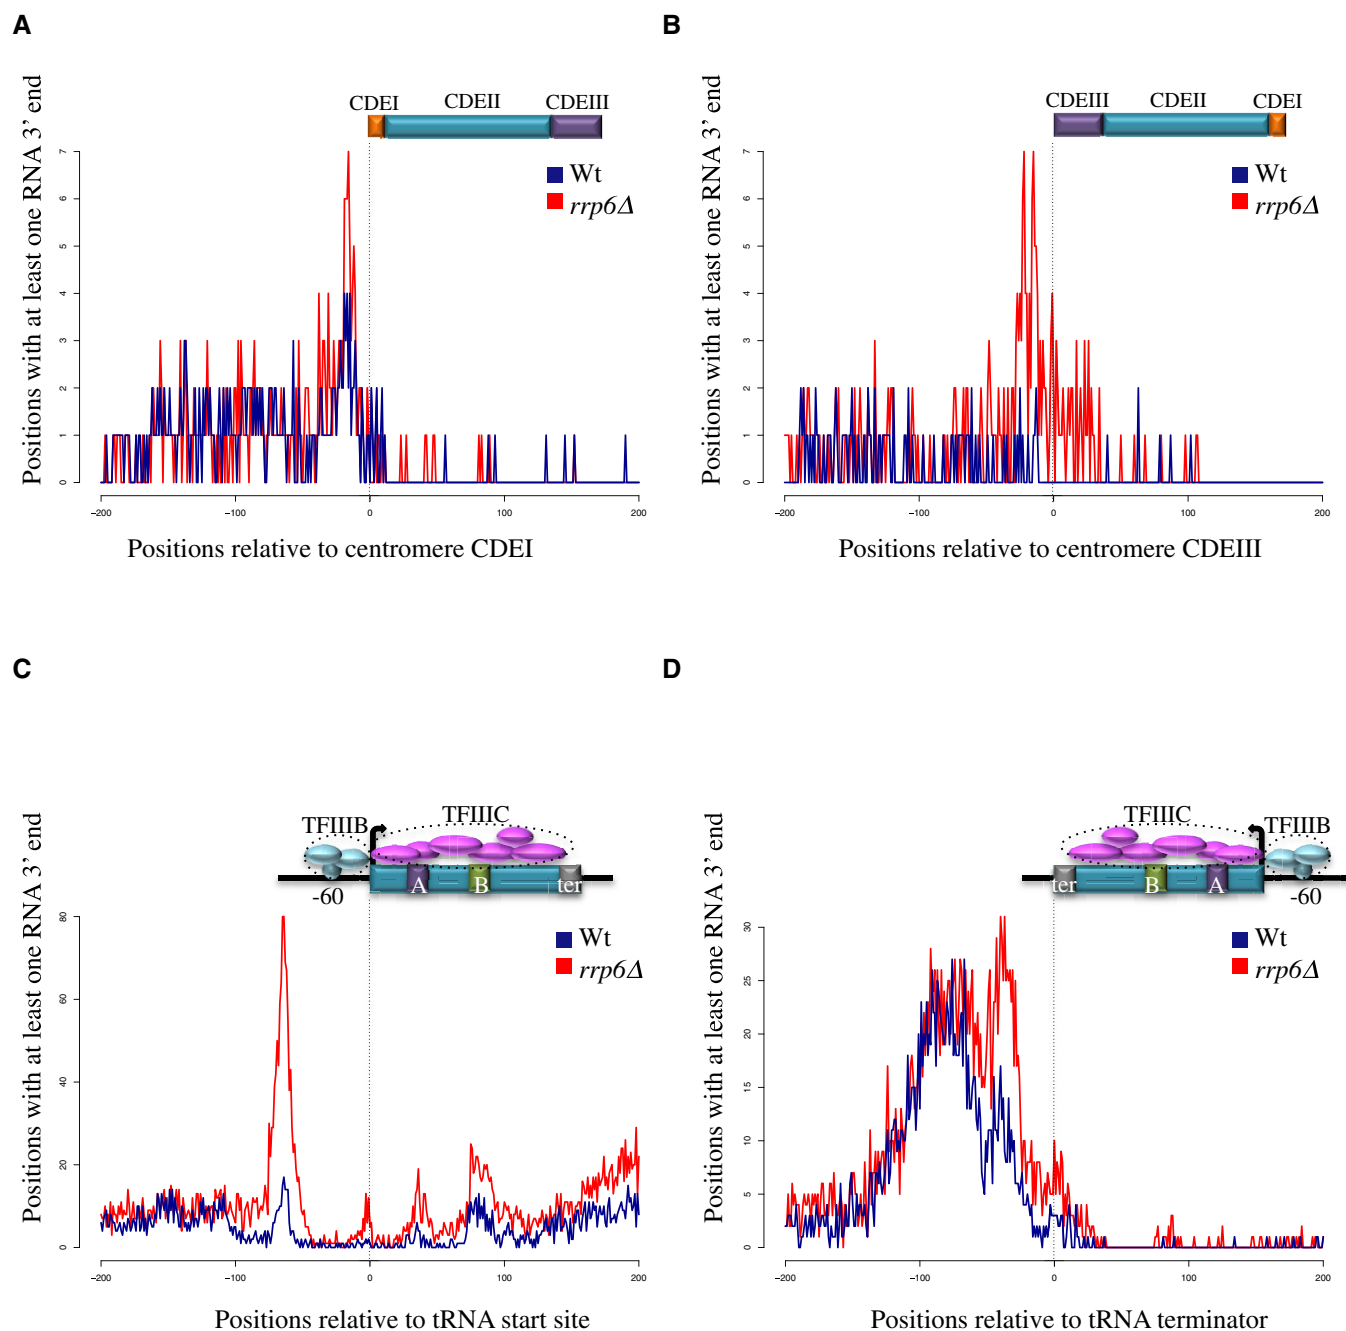 A
Positions with at least one RNA 3’ end
CDEI CDEII CDEIII
Wt
rrp6Δ
7
6
5
4
3
2
1
0
−200 −100 0 100 200
Positions relative to centromere CDEI
B
Positions with at least one RNA 3’ end
CDEIII CDEII CDEI
Wt
rrp6Δ
7
6
5
4
3
2
1
0
−200 −100 0 100 200
Positions relative to centromere CDEIII
C
Positions with at least one RNA 3’ end
TFIIIB TFIIIC
A B ter
-60
Wt
rrp6Δ
80
60
40
20
0
−200 −100 0 100 200
Positions relative to tRNA start site
D
Positions with at least one RNA 3’ end
TFIIIC TFIIIB
ter B A
-60
Wt
rrp6Δ
30
25
20
15
10
5
0
−200 −100 0 100 200
Positions relative to tRNA terminator